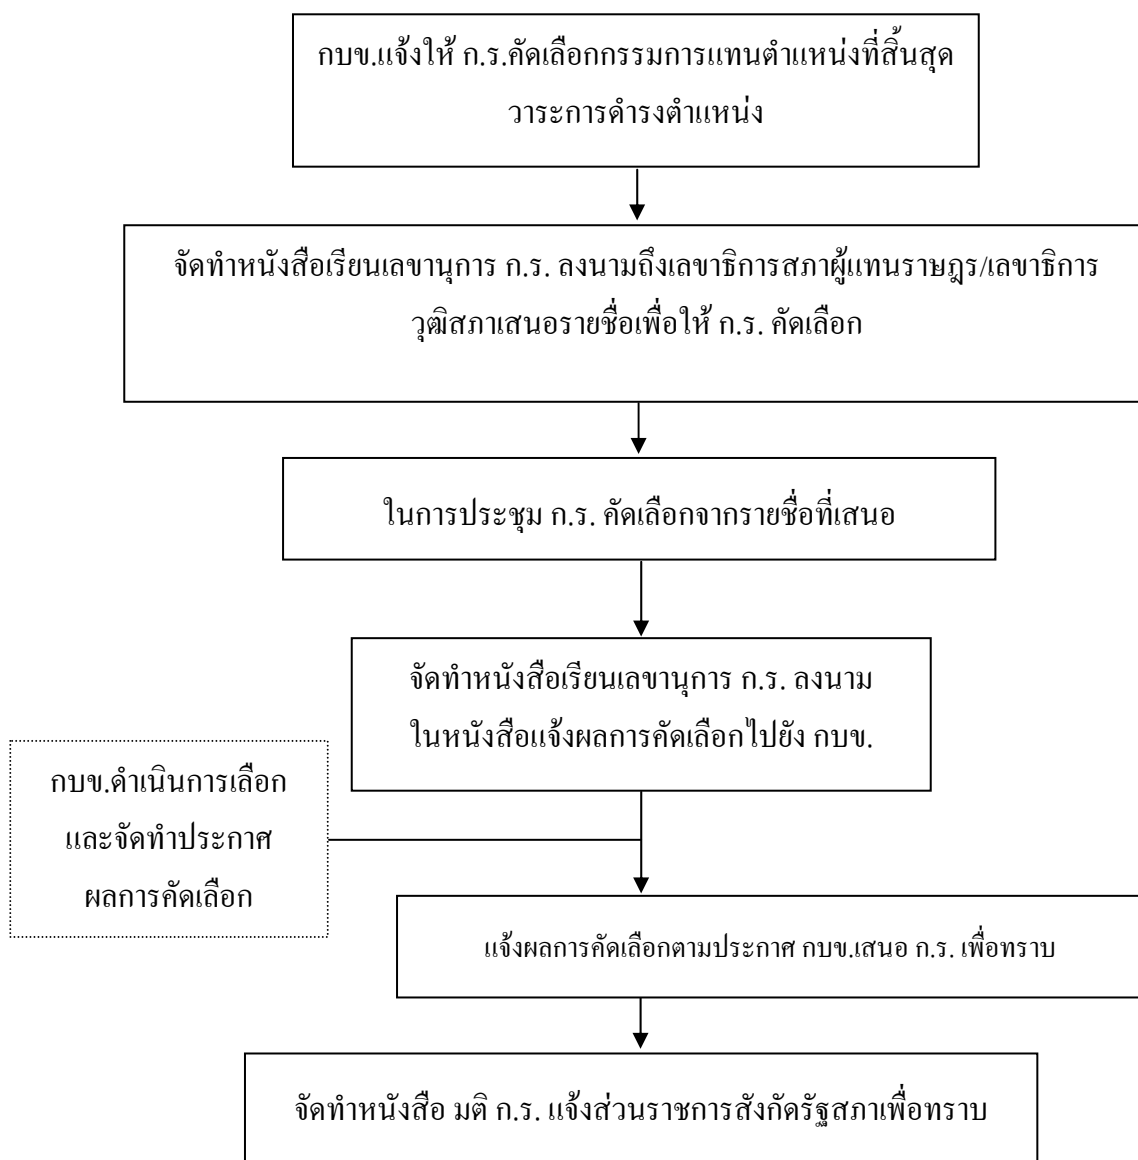 กบข.แจ้งให้ ก.ร.คัดเลือกกรรมการแทนตำแหน่งที่สิ้นสุด
วาระการดำรงตำแหน่ง
จัดทำหนังสือเรียนเลขานุการ ก.ร. ลงนามถึงเลขาธิการสภาผู้แทนราษฎร/เลขาธิการ
วุฒิสภาเสนอรายชื่อเพื่อให้ ก.ร. คัดเลือก
ในการประชุม ก.ร. คัดเลือกจากรายชื่อที่เสนอ
จัดทำหนังสือเรียนเลขานุการ ก.ร. ลงนาม
ในหนังสือแจ้งผลการคัดเลือกไปยัง กบข.
กบข.ดำเนินการเลือก
และจัดทำประกาศ
ผลการคัดเลือก
แจ้งผลการคัดเลือกตามประกาศ กบข.เสนอ ก.ร. เพื่อทราบ
จัดทำหนังสือ มติ ก.ร. แจ้งส่วนราชการสังกัดรัฐสภาเพื่อทราบ